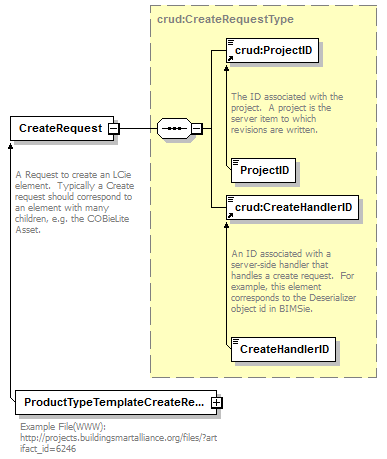 crud:CreateRequestType
crud:ProjectID
The ID associated with the
project.  A project is the
server item to which
revisions are written.
ProjectID
CreateRequest
A Request to create an LCie
element.  Typically a Create
request should correspond to
an element with many
children, e.g. the COBieLite
Asset.
crud:CreateHandlerID
An ID associated with a
server-side handler that
handles a create request.  For
example, this element
corresponds to the Deserializer
object id in BIMSie.
CreateHandlerID
ProductTypeTemplateCreateRe...
Example File(WWW):
http://projects.buildingsmartalliance.org/files/?art
ifact_id=6246